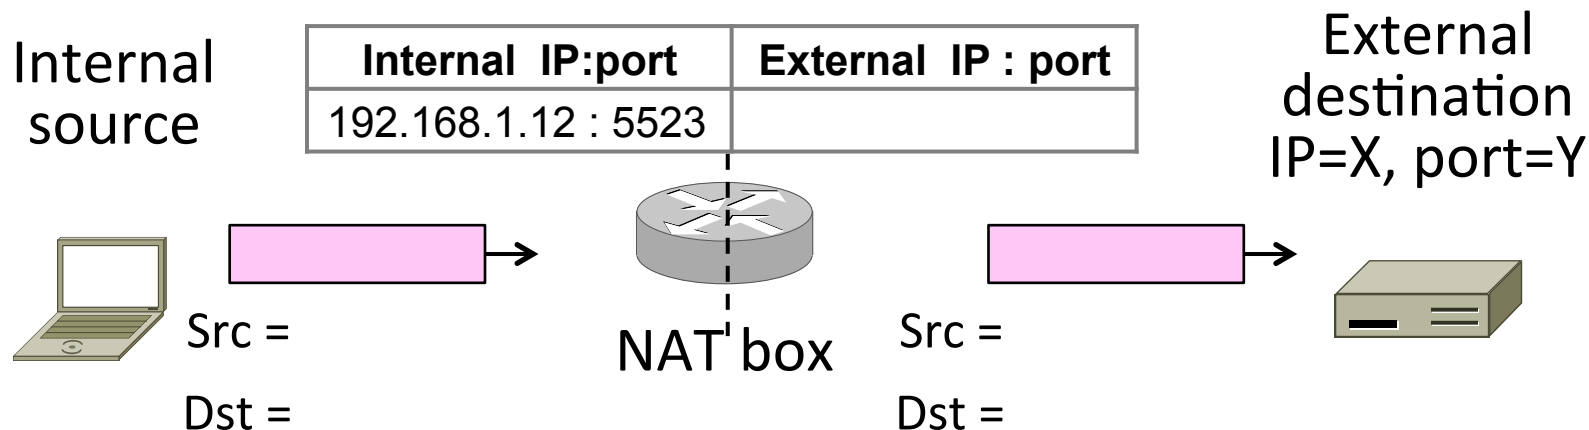 Internal
source
Internal IP:port
External IP : port
192.168.1.12 : 5523
External
destination
IP=X, port=Y
Src =
Dst =
NAT box
Src =
Dst =